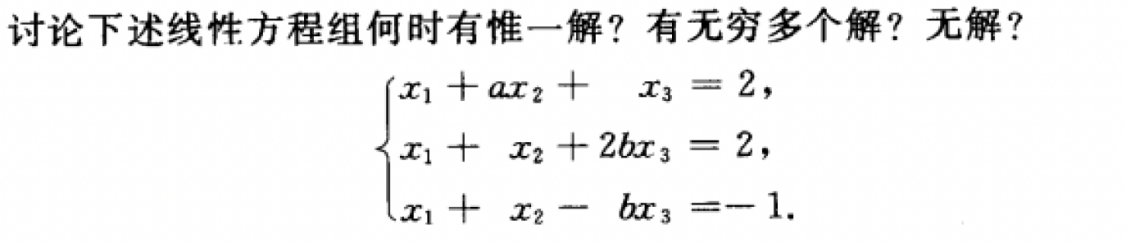 讨论下述线性方程组何时有惟一解？有无穷多个解？无解？
x₁ + ax₂ + x₃ = 2，
x₁ + x₂ + 2bx₃ = 2，
x₁ + x₂ − bx₃ = − 1.